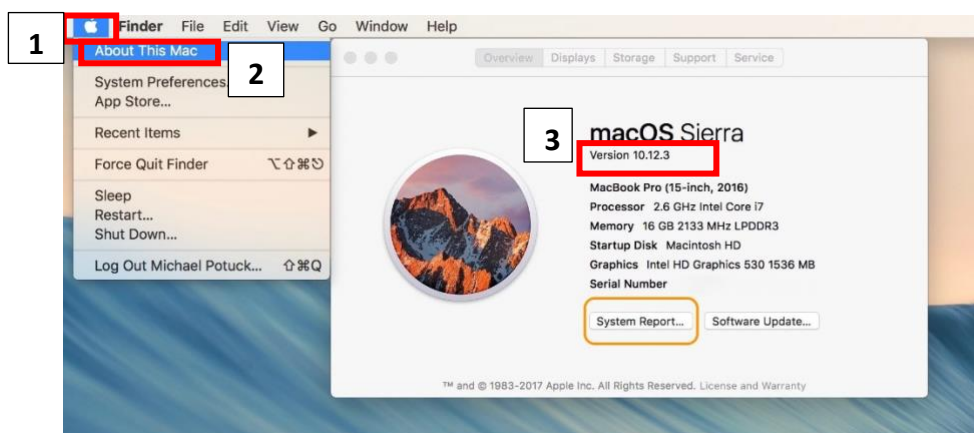 Finder File Edit View Go Window Help
1
About This Mac
2
System Preferences
App Store...
Recent Items
Force Quit Finder ⌥⇧⌘⎋
Sleep
Restart...
Shut Down...
Log Out Michael Potuck... ⇧⌘Q
Overview Displays Storage Support Service
3
macOS Sierra
Version 10.12.3
MacBook Pro (15-inch, 2016)
Processor 2.6 GHz Intel Core i7
Memory 16 GB 2133 MHz LPDDR3
Startup Disk Macintosh HD
Graphics Intel HD Graphics 530 1536 MB
Serial Number
System Report... Software Update...
™ and © 1983-2017 Apple Inc. All Rights Reserved. License and Warranty